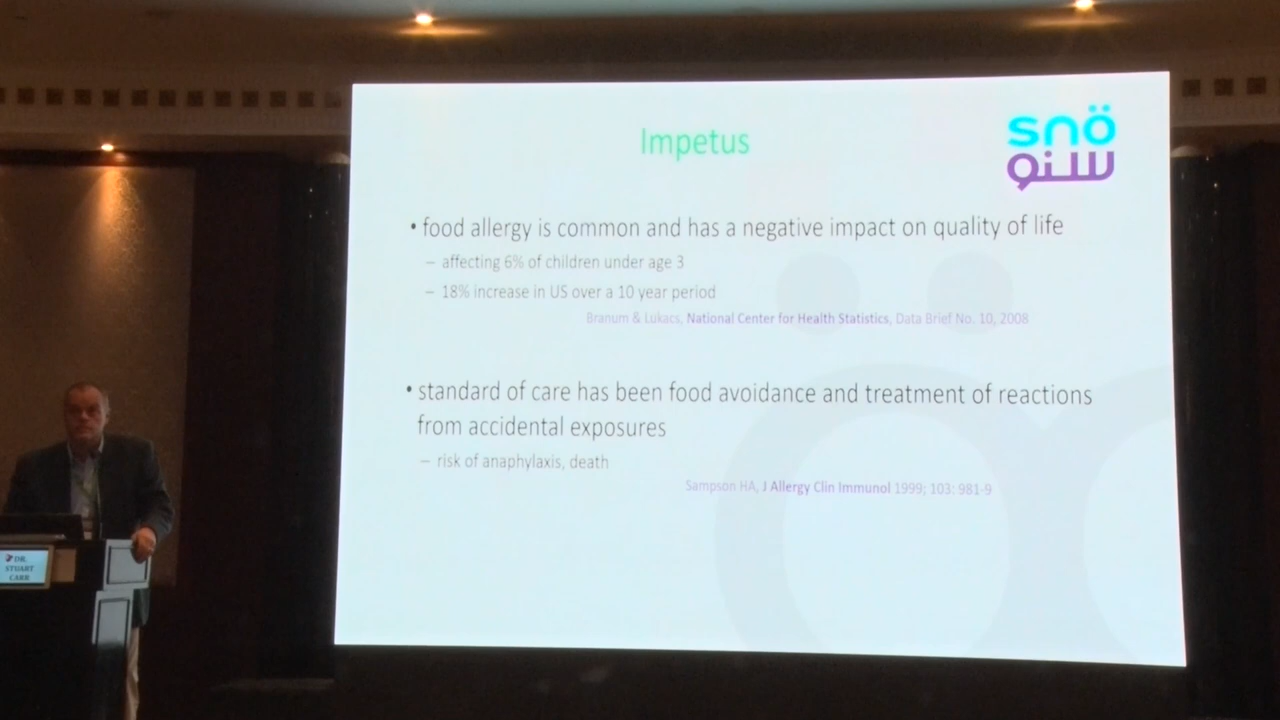 Impetus
snö
سنو
• food allergy is common and has a negative impact on quality of life
– affecting 6% of children under age 3
– 18% increase in US over a 10 year period
Branum & Lukacs, National Center for Health Statistics, Data Brief No. 10, 2008
• standard of care has been food avoidance and treatment of reactions
from accidental exposures
– risk of anaphylaxis, death
Sampson HA, J Allergy Clin Immunol 1999; 103: 981-9
DR.
STUART
CARR